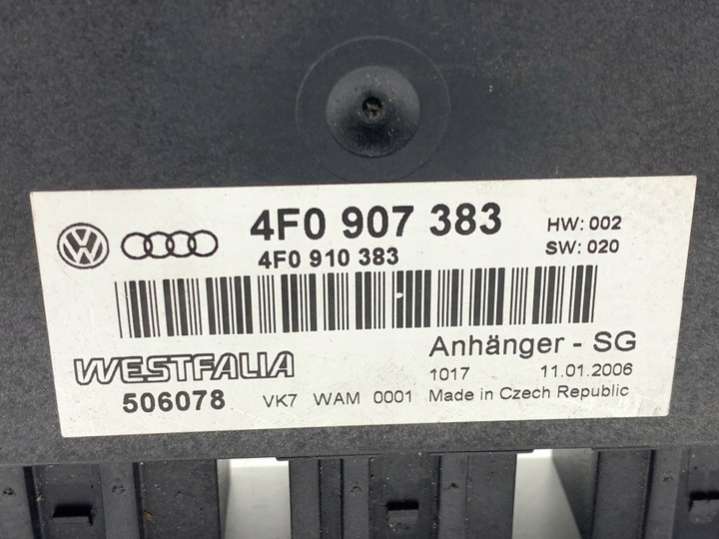 4F0 907 383 HW: 002
4F0 910 383 SW: 020
WESTFALIA Anhänger - SG
1017 11.01.2006
506078 VK7 WAM 0001 Made in Czech Republic